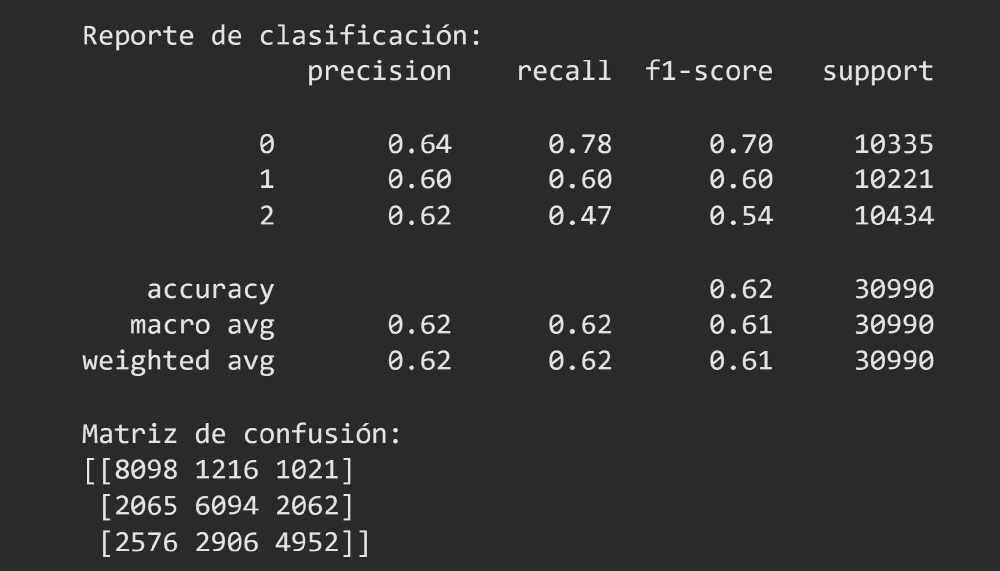 Reporte de clasificación:
precision recall f1-score support
0 0.64 0.78 0.70 10335
1 0.60 0.60 0.60 10221
2 0.62 0.47 0.54 10434
accuracy 0.62 30990
macro avg 0.62 0.62 0.61 30990
weighted avg 0.62 0.62 0.61 30990
Matriz de confusión:
[[8098 1216 1021]
[2065 6094 2062]
[2576 2906 4952]]